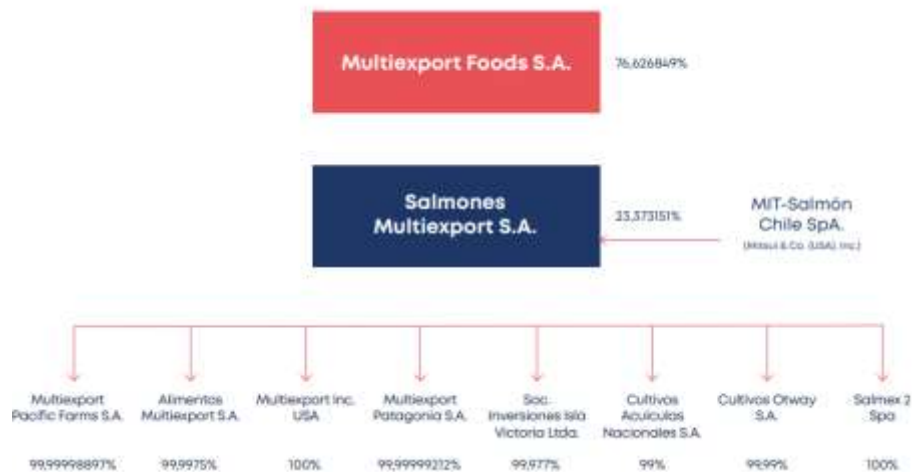 Multiexport Foods S.A.
76,626849%
Salmones
Multiexport S.A.
23,373151%
MIT-Salmón
Chile SpA.
(Mitsui & Co. (USA), Inc.)
Multiexport
Pacific Farms S.A.
99,99998897%
Alimentos
Multiexport S.A.
99,9975%
Multiexport Inc.
USA
100%
Multiexport
Patagonia S.A.
99,99999212%
Soc.
Inversiones Isla
Victoria Ltda.
99,977%
Cultivos
Acuícolas
Nacionales S.A.
99%
Cultivos Otway
S.A.
99,99%
Salmex 2
Spa
100%